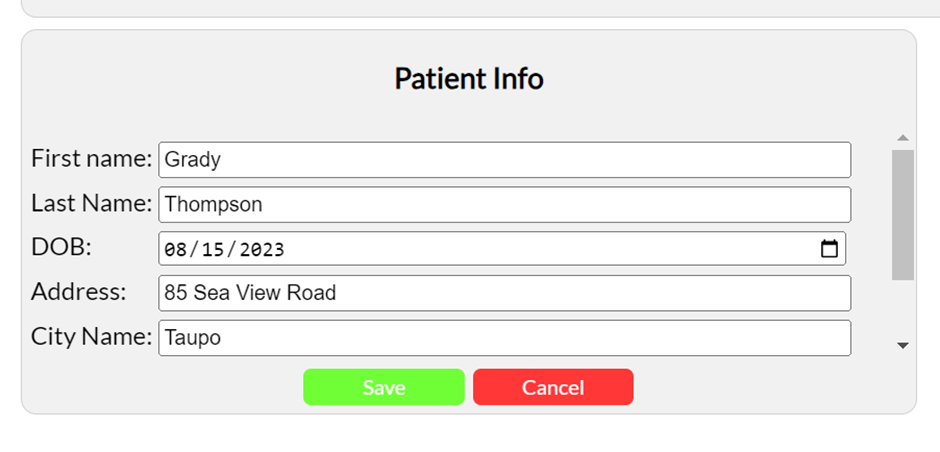 Patient Info
First name: Grady
Last Name: Thompson
DOB: 08/15/2023
Address: 85 Sea View Road
City Name: Taupo
Save Cancel